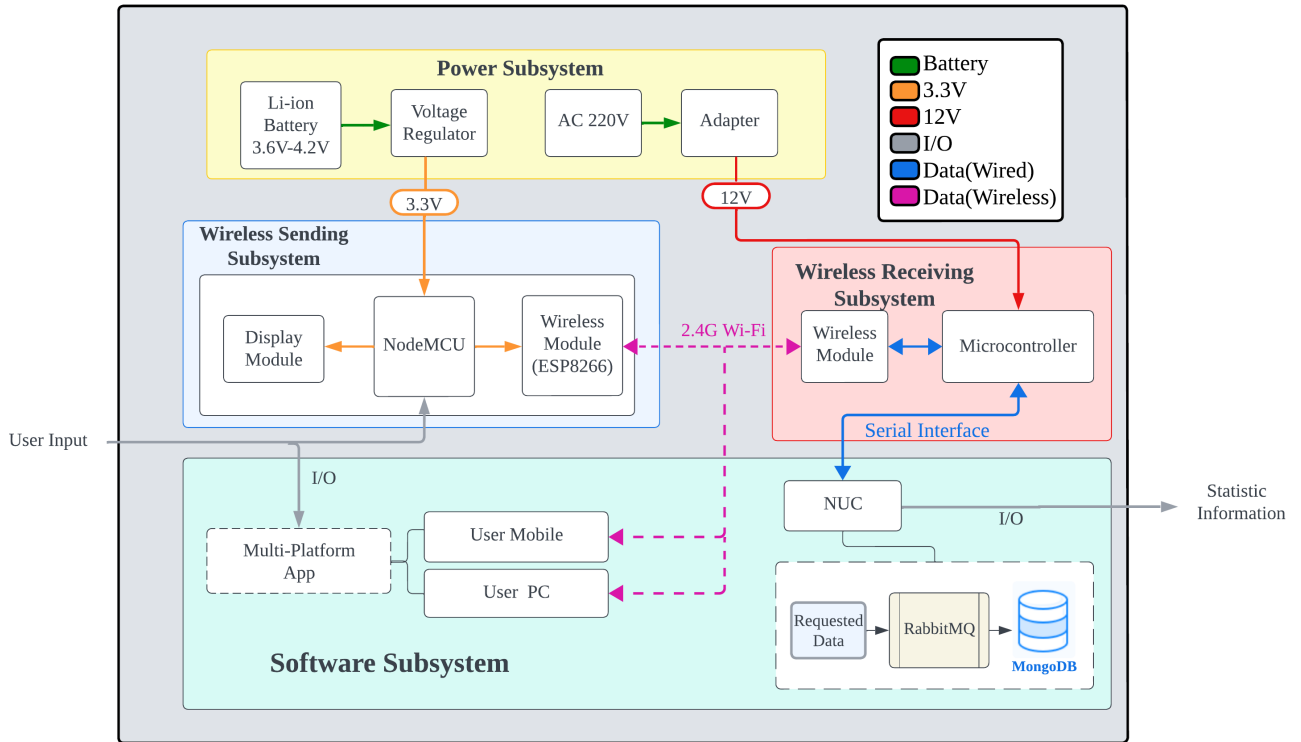 Power Subsystem
Li-ion
Battery
3.6V-4.2V
Voltage
Regulator
AC 220V
Adapter
Battery
3.3V
12V
I/O
Data(Wired)
Data(Wireless)
3.3V
12V
Wireless Sending
Subsystem
Display
Module
NodeMCU
Wireless
Module
(ESP8266)
2.4G Wi-Fi
Wireless Receiving
Subsystem
Wireless
Module
Microcontroller
Serial Interface
User Input
I/O
Multi-Platform
App
User Mobile
User PC
Software Subsystem
NUC
I/O
Statistic
Information
Requested
Data
RabbitMQ
MongoDB